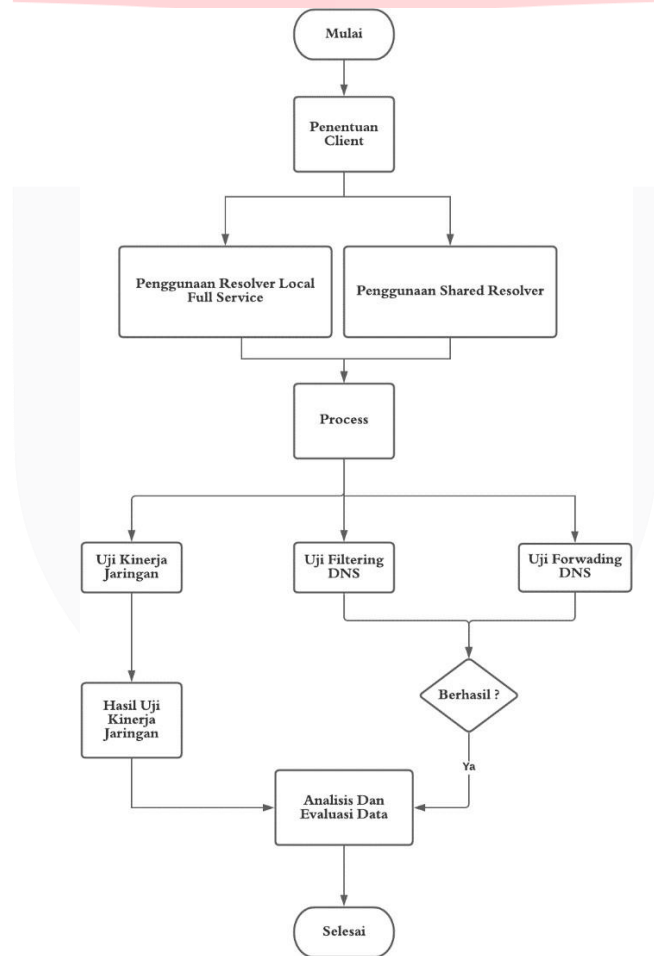 Mulai
Penentuan
Client
Penggunaan Resolver Local
Full Service
Penggunaan Shared Resolver
Process
Uji Kinerja
Jaringan
Uji Filtering
DNS
Uji Forwading
DNS
Hasil Uji
Kinerja
Jaringan
Berhasil ?
Ya
Analisis Dan
Evaluasi Data
Selesai